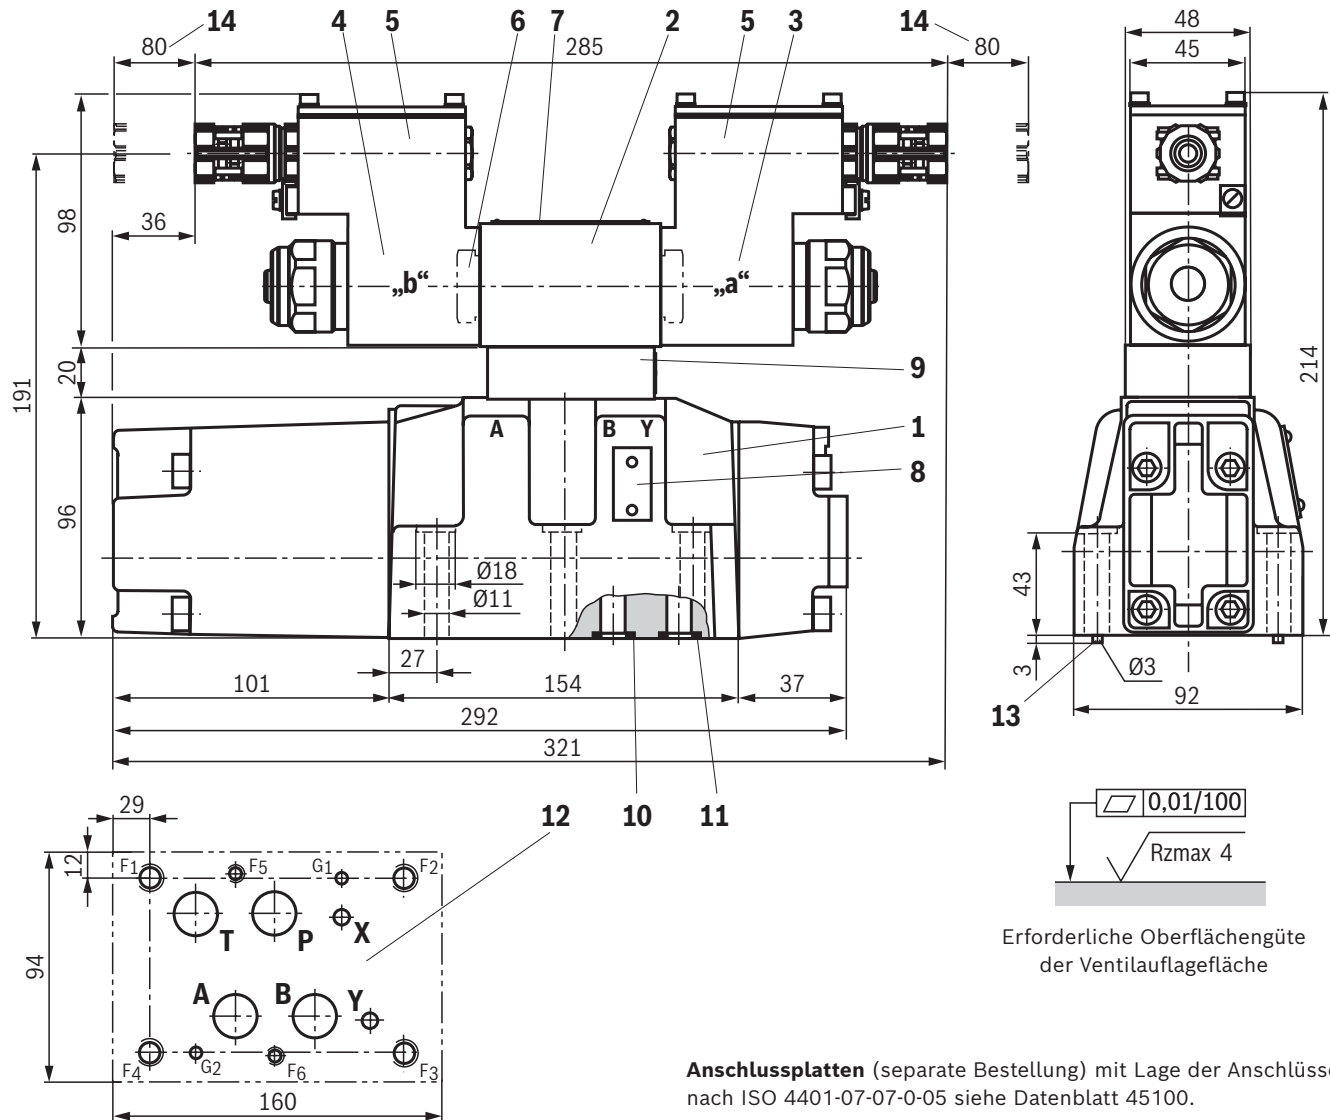 14 4 5 6 7 2 5 3 14
80 285 80 48
45
98
191
36
„b“ „a“
20
9
214
A B Y
1
8
96
Ø18
Ø11
43
27
3
Ø3
101 154 37
13
92
292
321
29
12
10 11
0,01/100
Rzmax 4
12
F1 F5 G1 F2
T P X
Erforderliche Oberflächengüte
der Ventilauflagefläche
94
A B Y
F4 G2 F6 F3
160
Anschlussplatten (separate Bestellung) mit Lage der Anschlüsse
nach ISO 4401-07-07-0-05 siehe Datenblatt 45100.